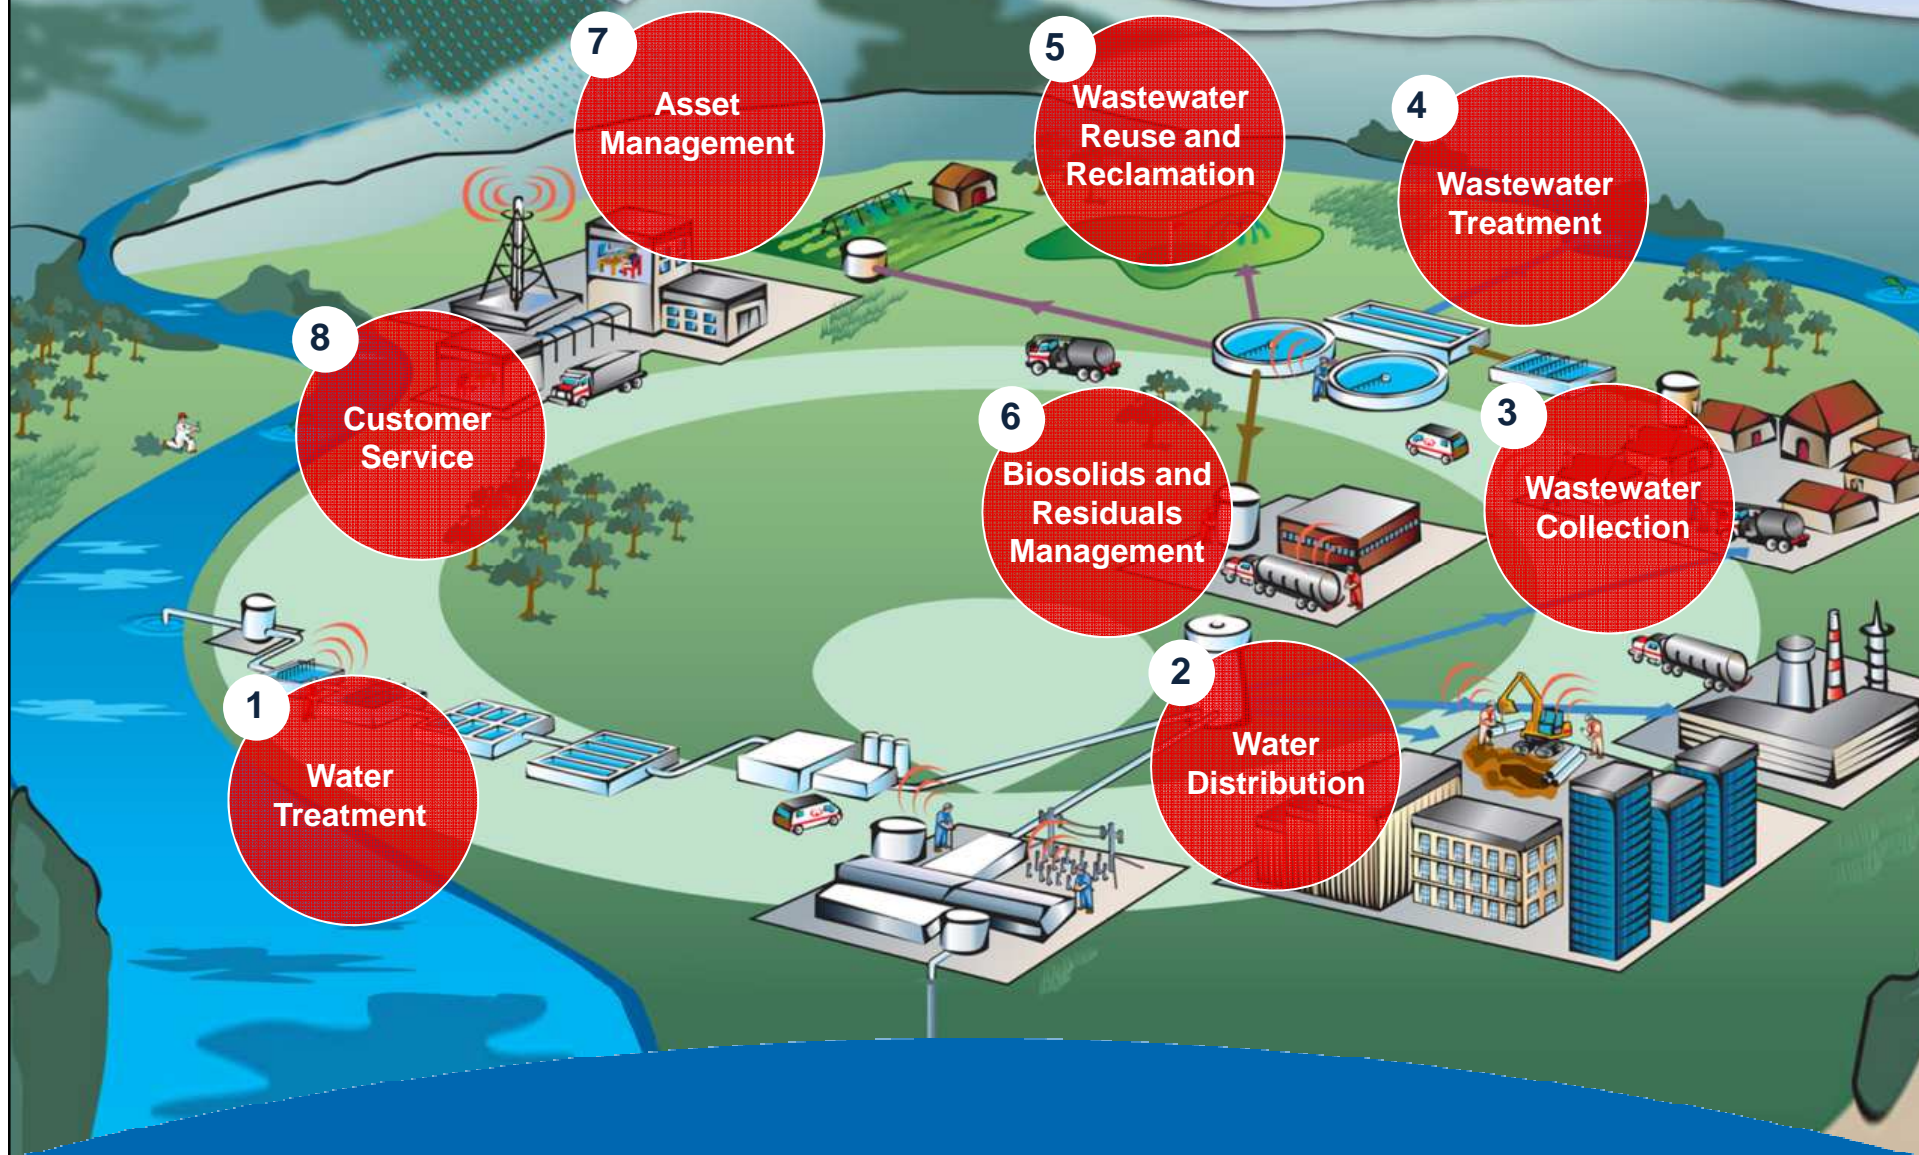 7
Asset
Management
5
Wastewater
Reuse and
Reclamation
4
Wastewater
Treatment
8
Customer
Service
6
Biosolids and
Residuals
Management
3
Wastewater
Collection
1
Water
Treatment
2
Water
Distribution